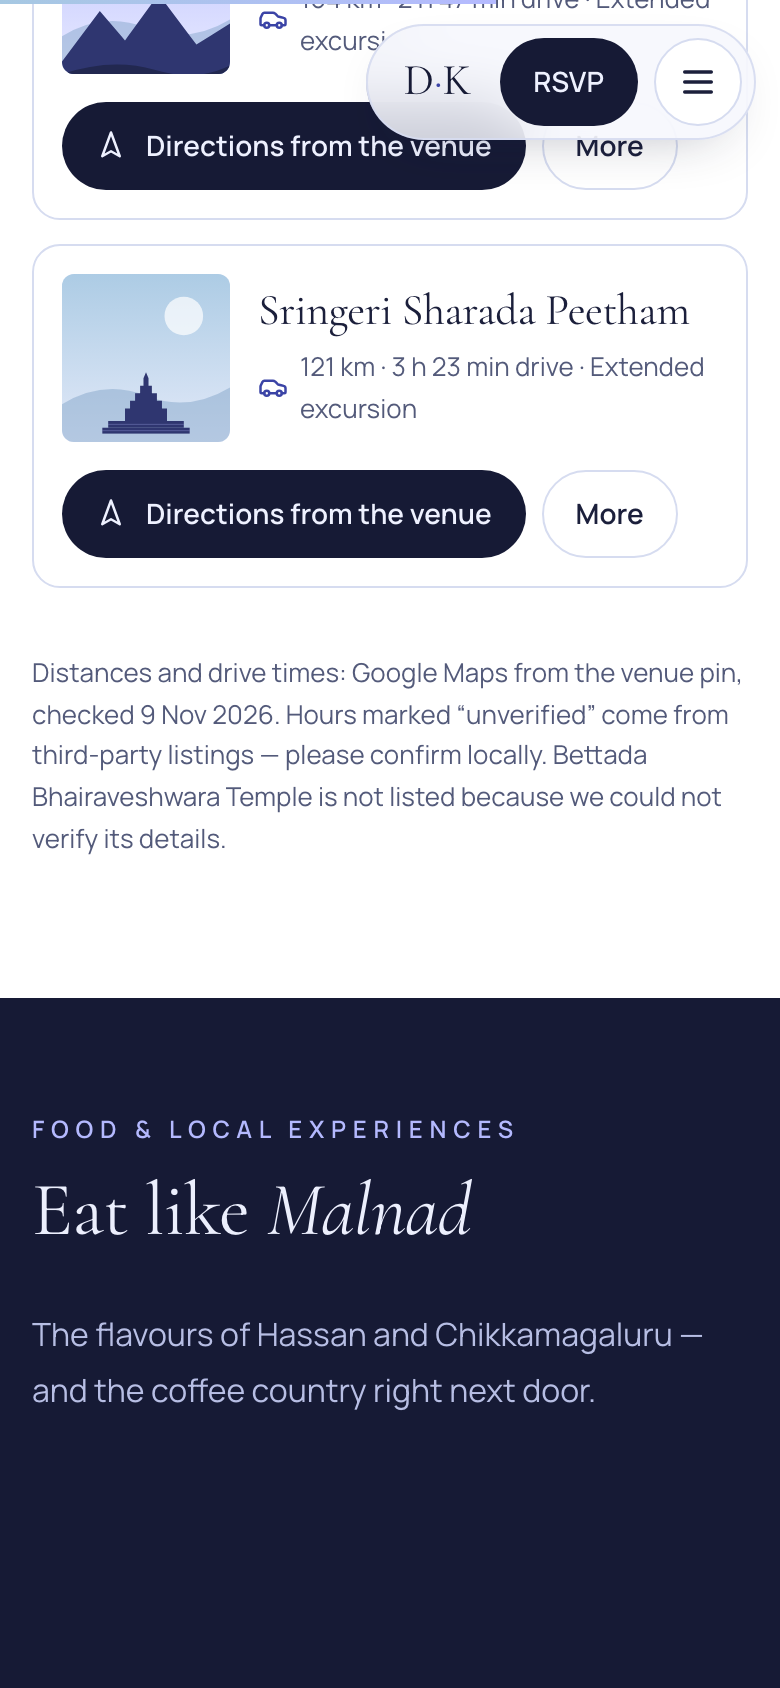 Extended
D·K
RSVP
Directions from the venue
More
Sringeri Sharada Peetham
121 km · 3 h 23 min drive · Extended
excursion
Directions from the venue
More
Distances and drive times: Google Maps from the venue pin,
checked 9 Nov 2026. Hours marked “unverified” come from
third-party listings — please confirm locally. Bettada
Bhairaveshwara Temple is not listed because we could not
verify its details.
FOOD & LOCAL EXPERIENCES
Eat like Malnad
The flavours of Hassan and Chikkamagaluru —
and the coffee country right next door.